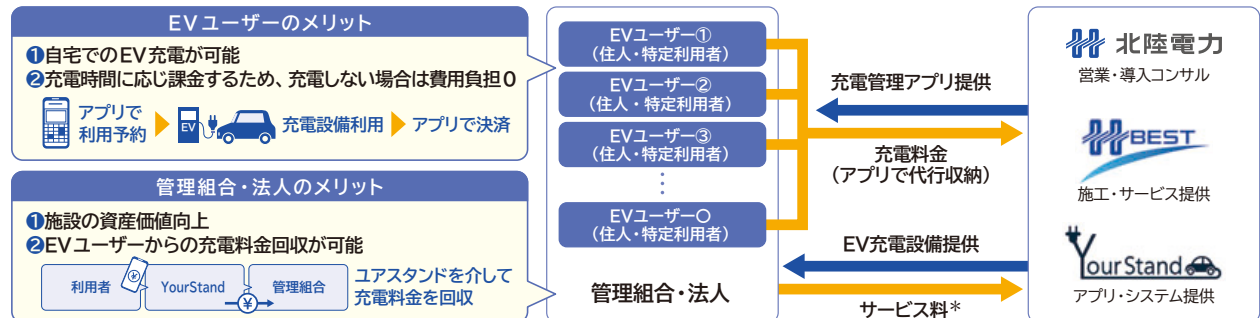 EVユーザーのメリット
❶自宅でのEV充電が可能
❷充電時間に応じ課金するため、充電しない場合は費用負担0
アプリで
利用予約
EV
充電設備利用
アプリで決済
管理組合・法人のメリット
❶施設の資産価値向上
❷EVユーザーからの充電料金回収が可能
利用者
YourStand
¥
管理組合
ユアスタンドを介して
充電料金を回収
EVユーザー①
(住人・特定利用者)
EVユーザー②
(住人・特定利用者)
EVユーザー③
(住人・特定利用者)
⋮
EVユーザー〇
(住人・特定利用者)
管理組合・法人
充電管理アプリ提供
充電料金
(アプリで代行収納)
EV充電設備提供
サービス料*
北陸電力
営業・導入コンサル
BEST
施工・サービス提供
YourStand
アプリ・システム提供